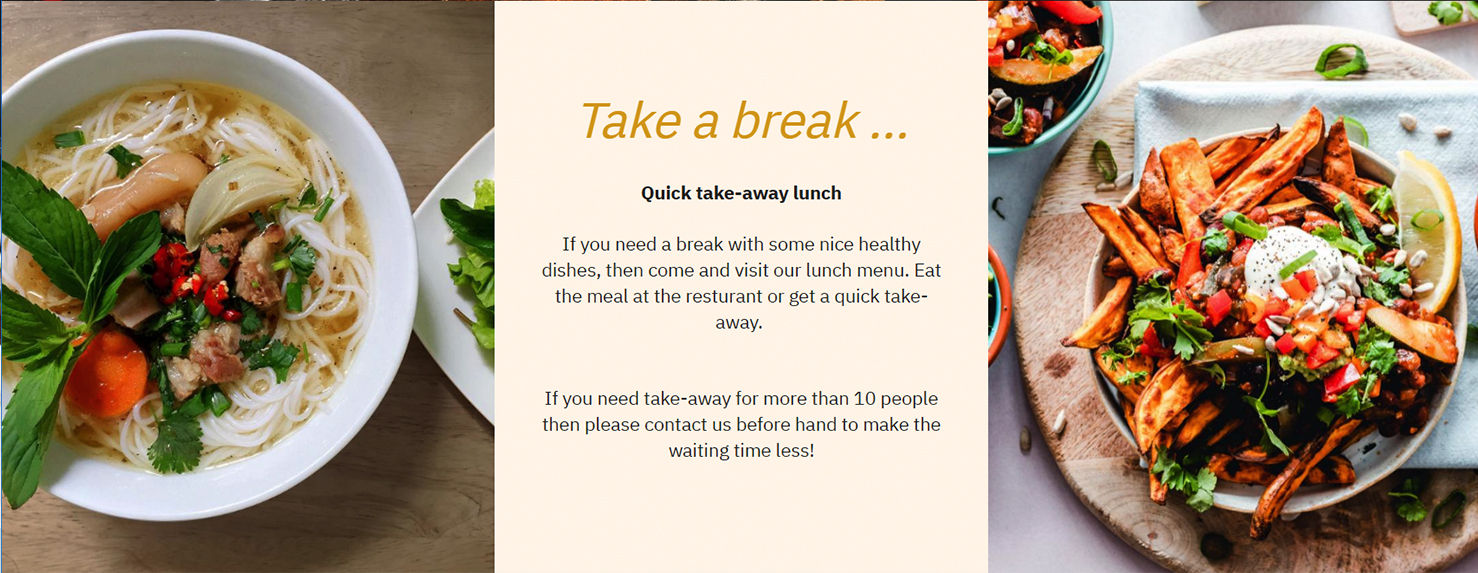 Take a break ...
Quick take-away lunch
If you need a break with some nice healthy
dishes, then come and visit our lunch menu. Eat
the meal at the resturant or get a quick take-
away.
If you need take-away for more than 10 people
then please contact us before hand to make the
waiting time less!